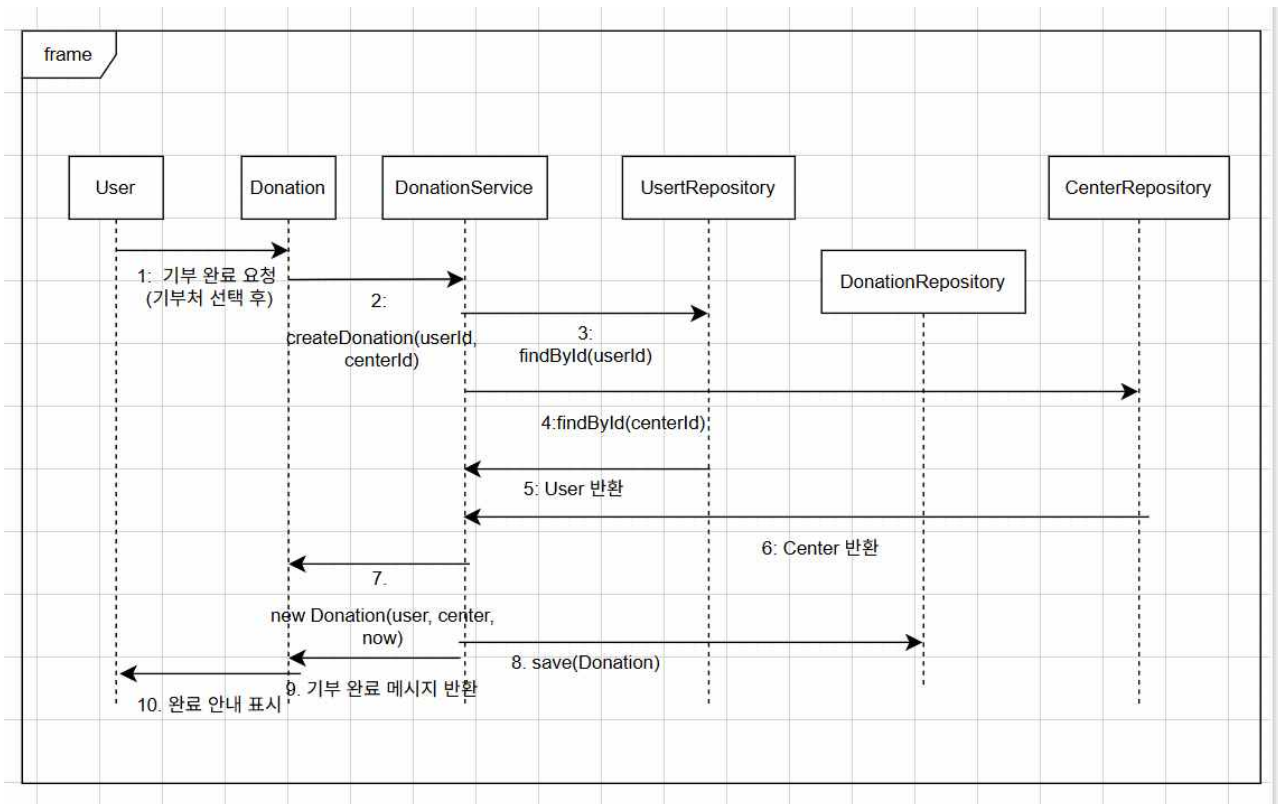 frame
User
Donation
DonationService
UsertRepository
CenterRepository
DonationRepository
1: 기부 완료 요청
(기부처 선택 후)
2:
createDonation(userId,
centerId)
3:
findById(userId)
4:findById(centerId)
5: User 반환
6: Center 반환
7.
new Donation(user, center,
now)
8. save(Donation)
9. 기부 완료 메시지 반환
10. 완료 안내 표시